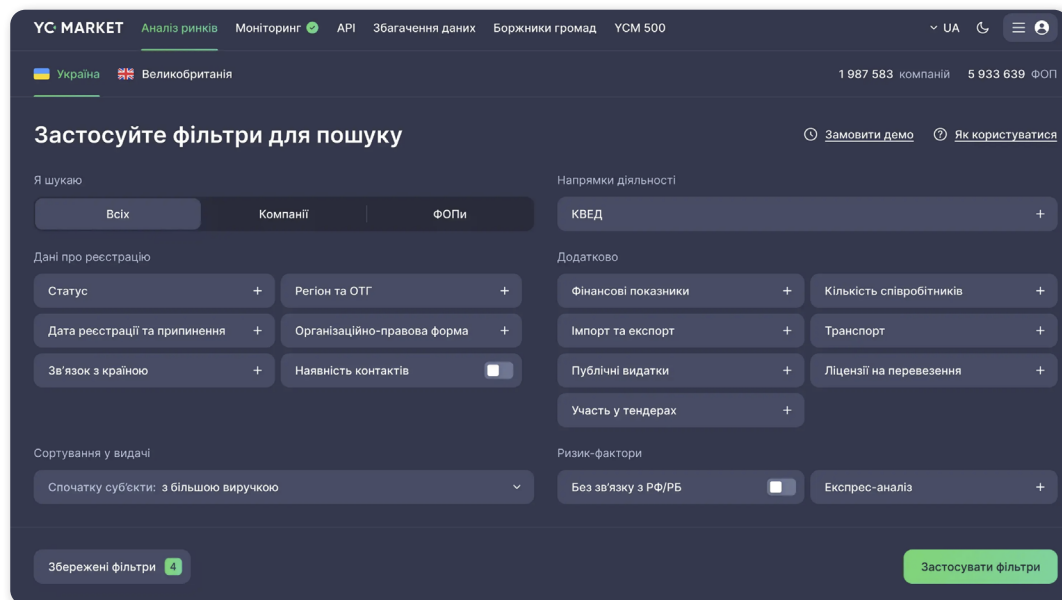 YC MARKET Аналіз ринків Моніторинг API Збагачення даних Боржники громад YCM 500 UA
Україна Великобританія 1 987 583 компаній 5 933 639 ФОП
Застосуйте фільтри для пошуку Замовити демо Як користуватися
Я шукаю
Всіх Компанії ФОПи
Дані про реєстрацію
Статус + Регіон та ОТГ +
Дата реєстрації та припинення + Організаційно-правова форма +
Зв’язок з країною + Наявність контактів
Сортування у видачі
Спочатку суб’єкти: з більшою виручкою
Напрямки діяльності
КВЕД +
Додатково
Фінансові показники + Кількість співробітників +
Імпорт та експорт + Транспорт +
Публічні видатки + Ліцензії на перевезення +
Участь у тендерах +
Ризик-фактори
Без зв’язку з РФ/РБ Експрес-аналіз +
Збережені фільтри 4 Застосувати фільтри